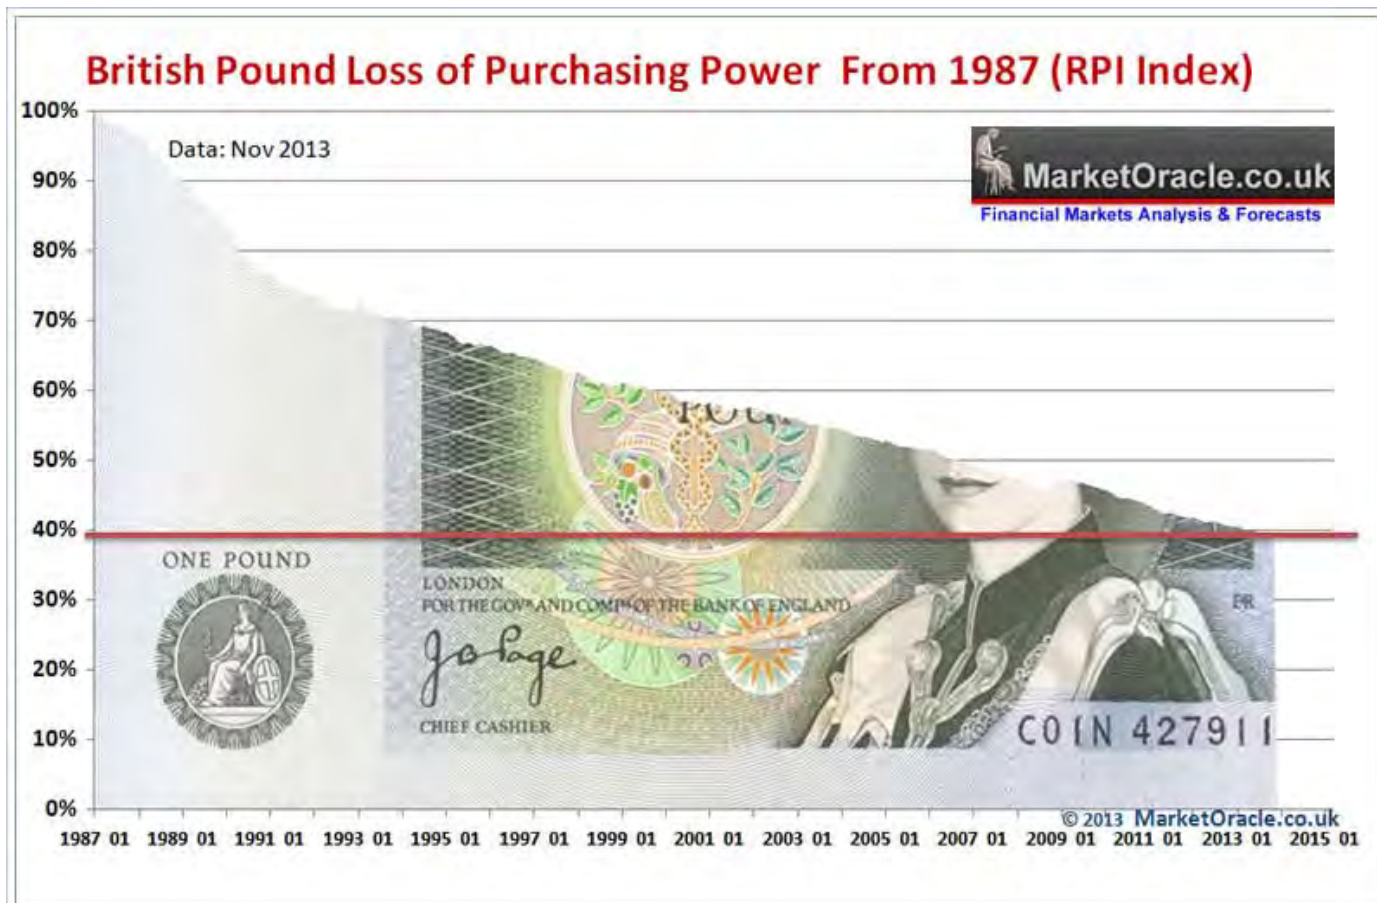 British Pound Loss of Purchasing Power From 1987 (RPI Index)
100%
Data: Nov 2013
MarketOracle.co.uk
Financial Markets Analysis & Forecasts
90%
80%
70%
60%
50%
40%
30%
20%
10%
0%
ONE POUND
LONDON
FOR THE GOVR AND COMPA OF THE BANK OF ENGLAND
CHIEF CASHIER
C01N 427911
© 2013 MarketOracle.co.uk
1987 01 1989 01 1991 01 1993 01 1995 01 1997 01 1999 01 2001 01 2003 01 2005 01 2007 01 2009 01 2011 01 2013 01 2015 01